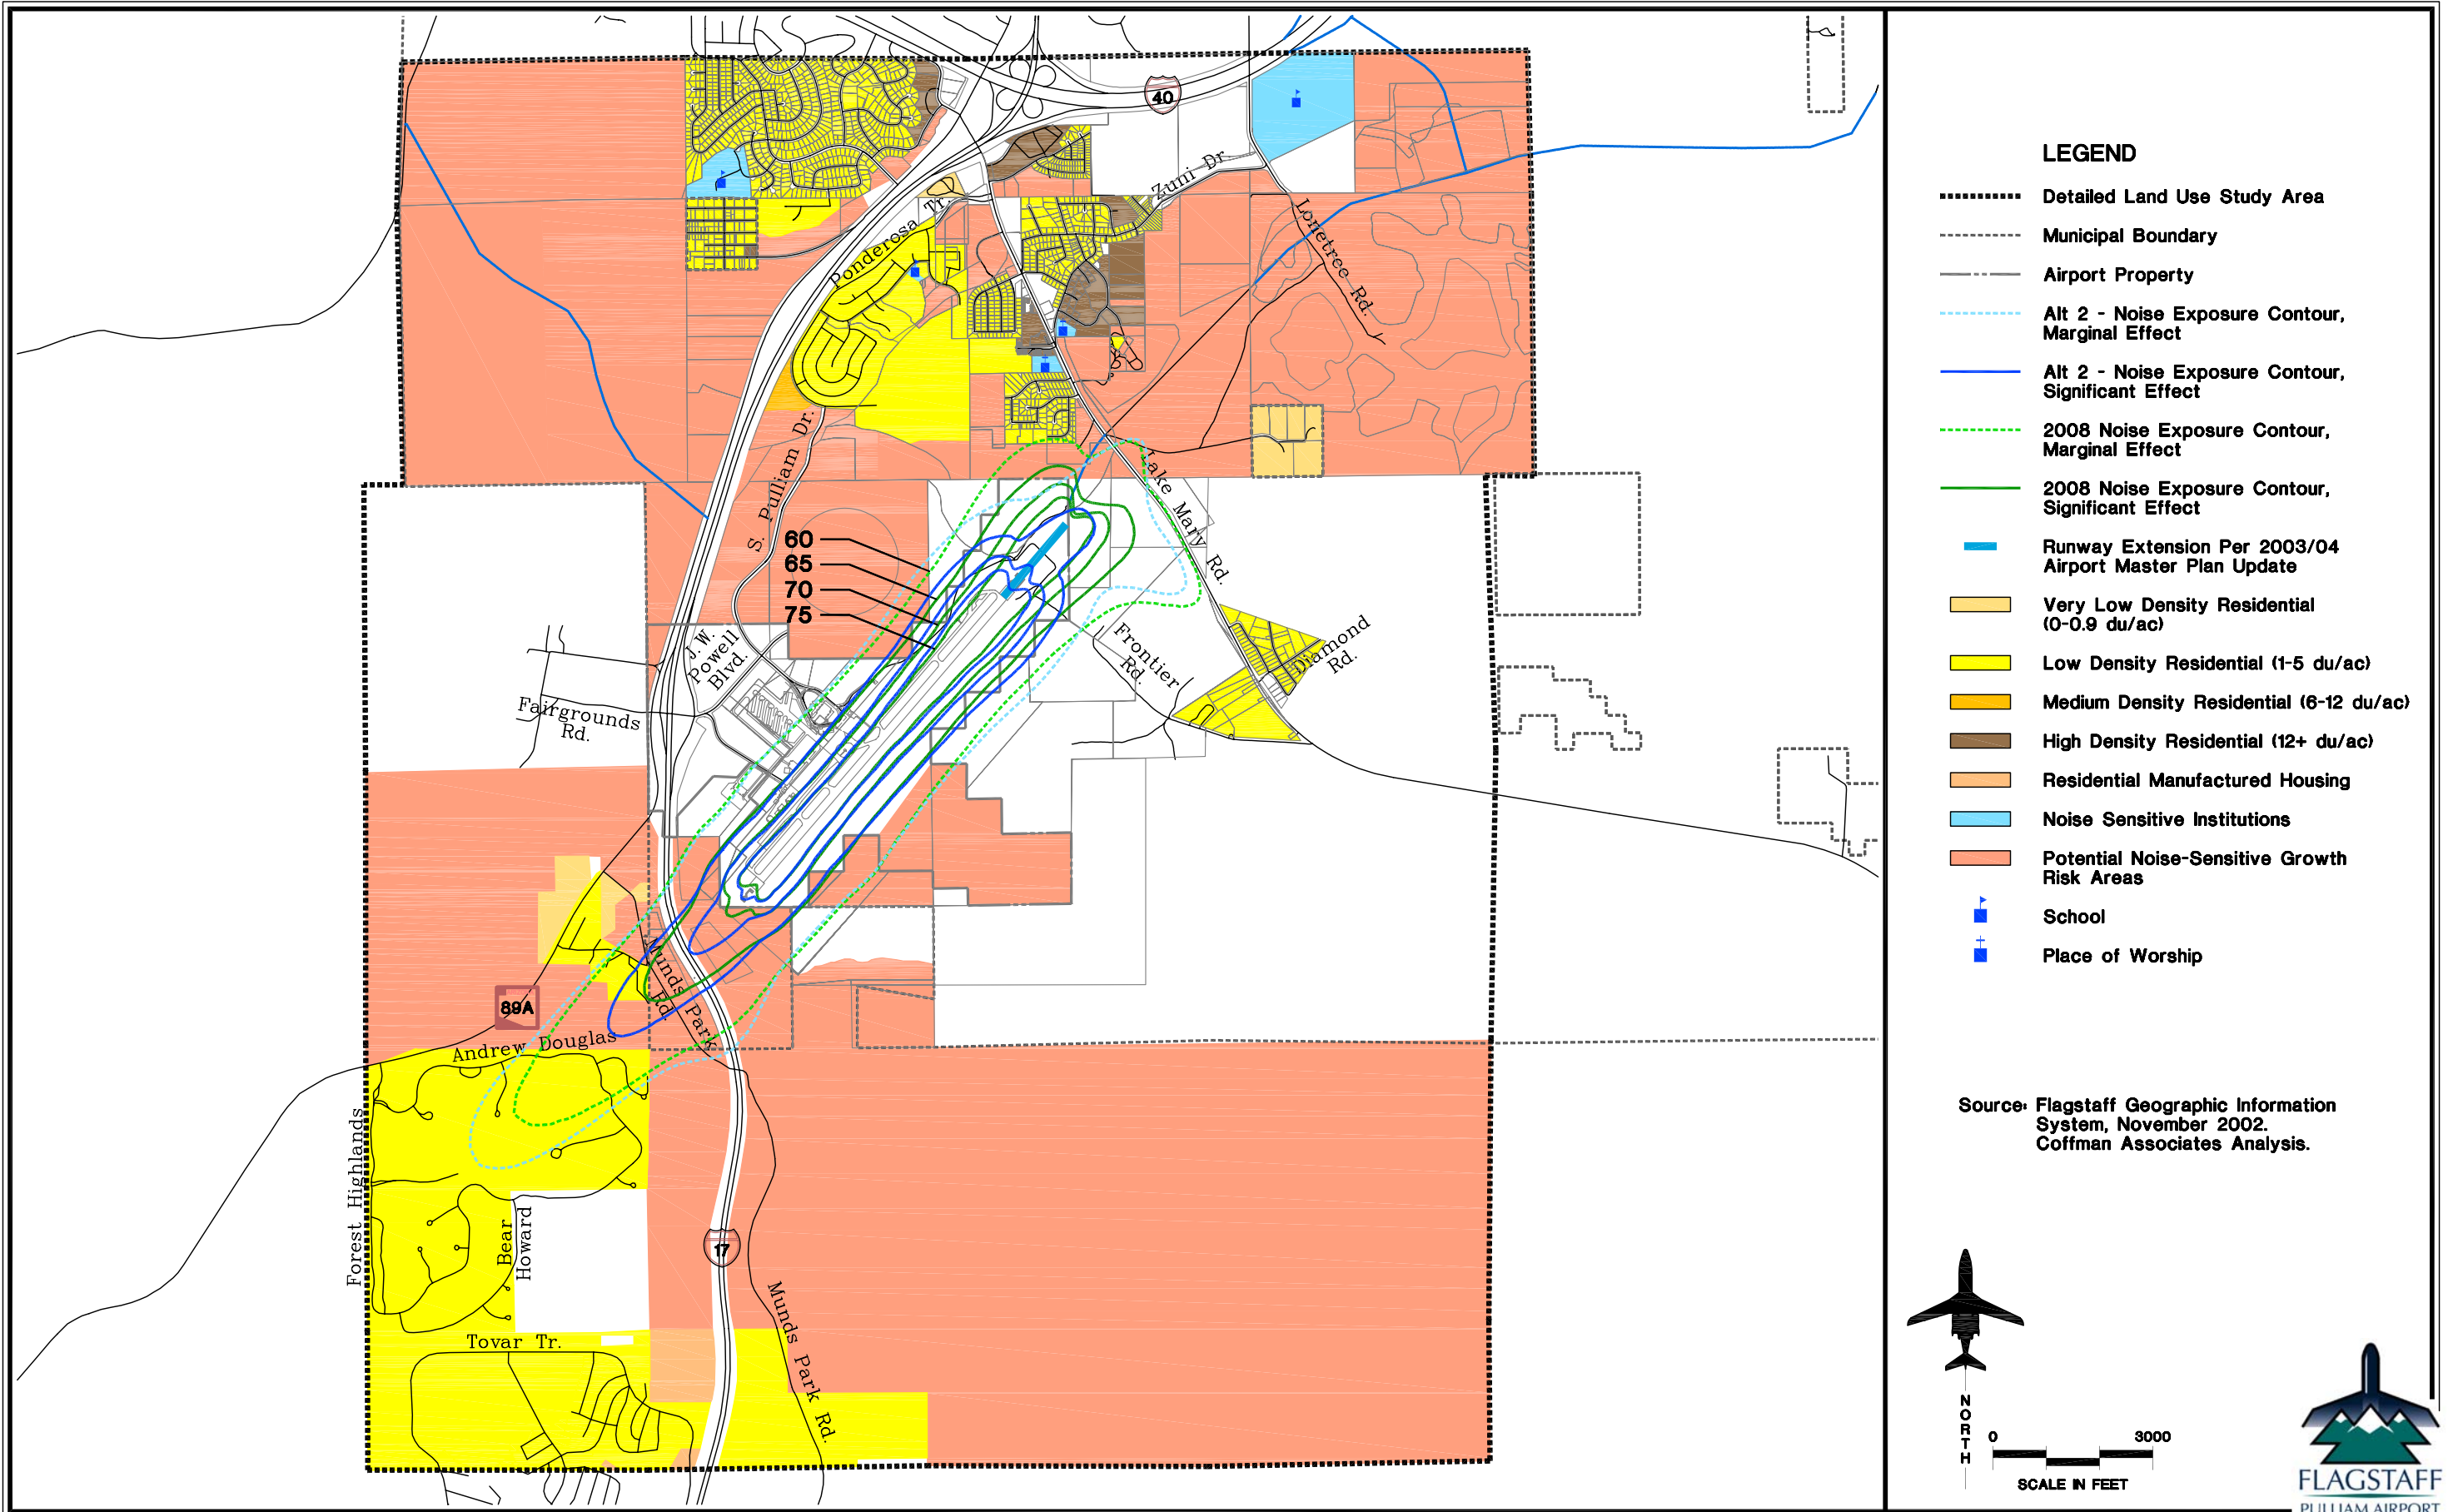 40
Zuni Dr.
Lonetree Rd.
Ponderosa Tr.
S. Pulliam Dr.
Lake Mary Rd.
60
65
70
75
J.W.
Powell
Blvd.
Frontier
Rd.
Diamond
Rd.
Fairgrounds
Rd.
Munds Park
Rd.
89A
Andrew Douglas
Forest Highlands
Bear
Howard
17
Munds Park Rd.
Tovar Tr.
LEGEND
Detailed Land Use Study Area
Municipal Boundary
Airport Property
Alt 2 - Noise Exposure Contour,
Marginal Effect
Alt 2 - Noise Exposure Contour,
Significant Effect
2008 Noise Exposure Contour,
Marginal Effect
2008 Noise Exposure Contour,
Significant Effect
Runway Extension Per 2003/04
Airport Master Plan Update
Very Low Density Residential
(0-0.9 du/ac)
Low Density Residential (1-5 du/ac)
Medium Density Residential (6-12 du/ac)
High Density Residential (12+ du/ac)
Residential Manufactured Housing
Noise Sensitive Institutions
Potential Noise-Sensitive Growth
Risk Areas
School
Place of Worship
Source: Flagstaff Geographic Information
System, November 2002.
Coffman Associates Analysis.
NORTH
0 3000
SCALE IN FEET
FLAGSTAFF
PULLIAM AIRPORT